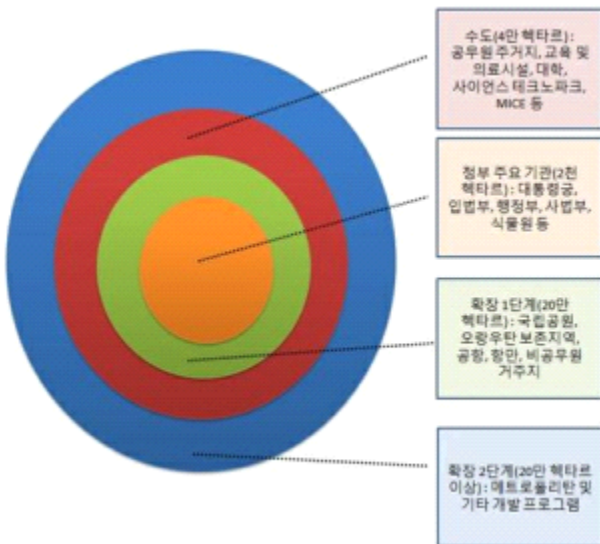 수도(4만 헥타르) :
공무원 주거지, 교육 및
의료시설, 대학,
사이언스 테크노파크,
MICE 등
정부 주요 기관(2천
헥타르) : 대통령궁,
입법부, 행정부, 사법부,
식물원 등
확장 1단계(20만
헥타르) : 국립공원,
오랑우탄 보존지역,
공항, 항만, 비공무원
거주지
확장 2단계(20만 헥타르
이상) : 메트로폴리탄 및
기타 개발 프로그램